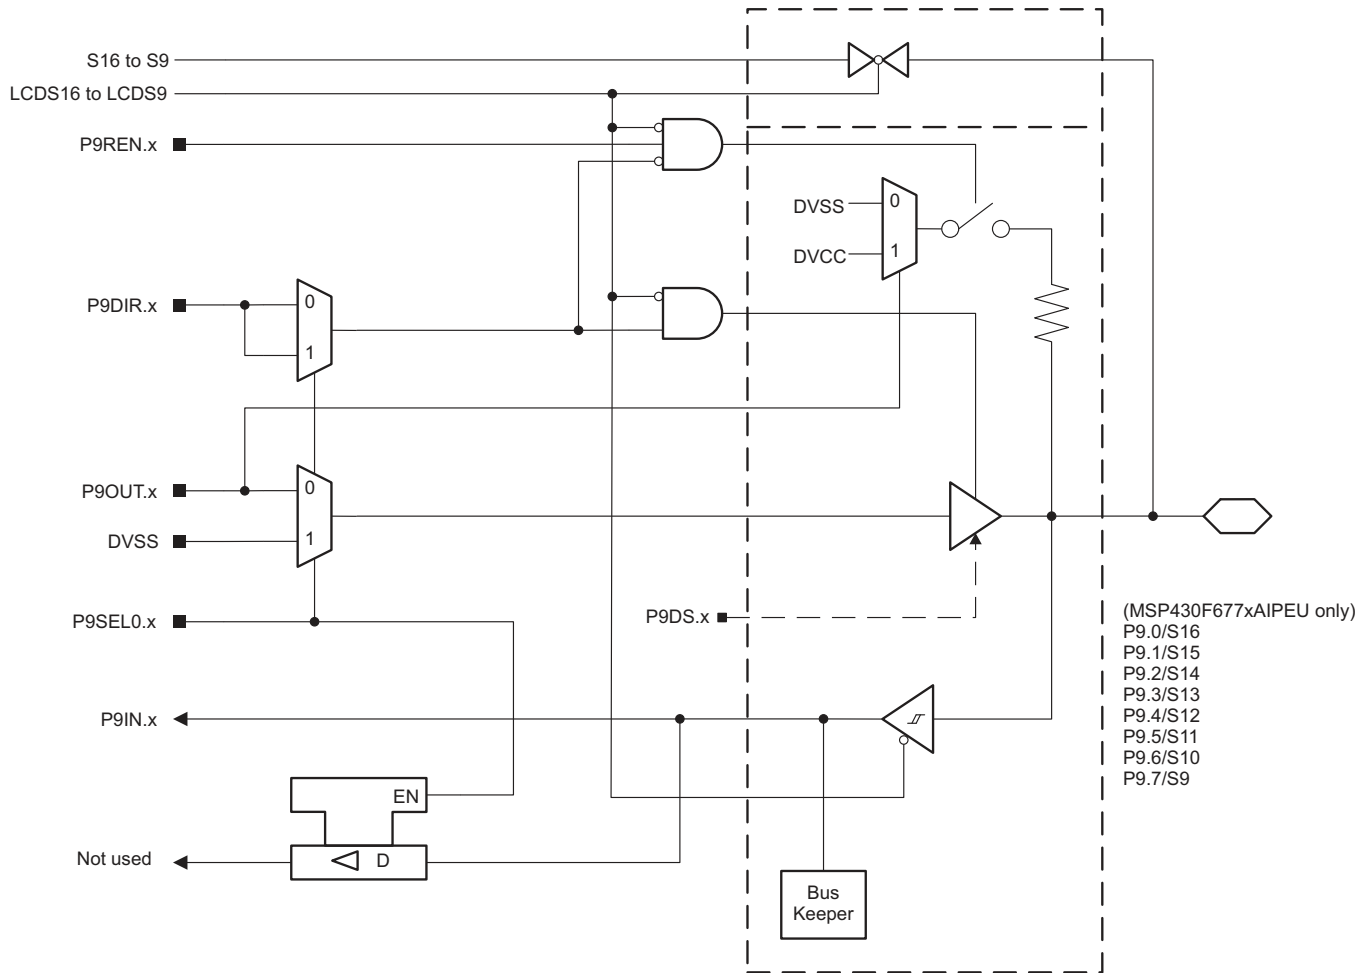 S16 to S9
LCDS16 to LCDS9
P9REN.x
DVSS
0
DVCC
1
P9DIR.x
0
1
P9OUT.x
0
DVSS
1
P9SEL0.x
P9DS.x
(MSP430F677xAIPEU only)
P9.0/S16
P9.1/S15
P9.2/S14
P9.3/S13
P9.4/S12
P9.5/S11
P9.6/S10
P9.7/S9
P9IN.x
EN
Not used
D
Bus
Keeper